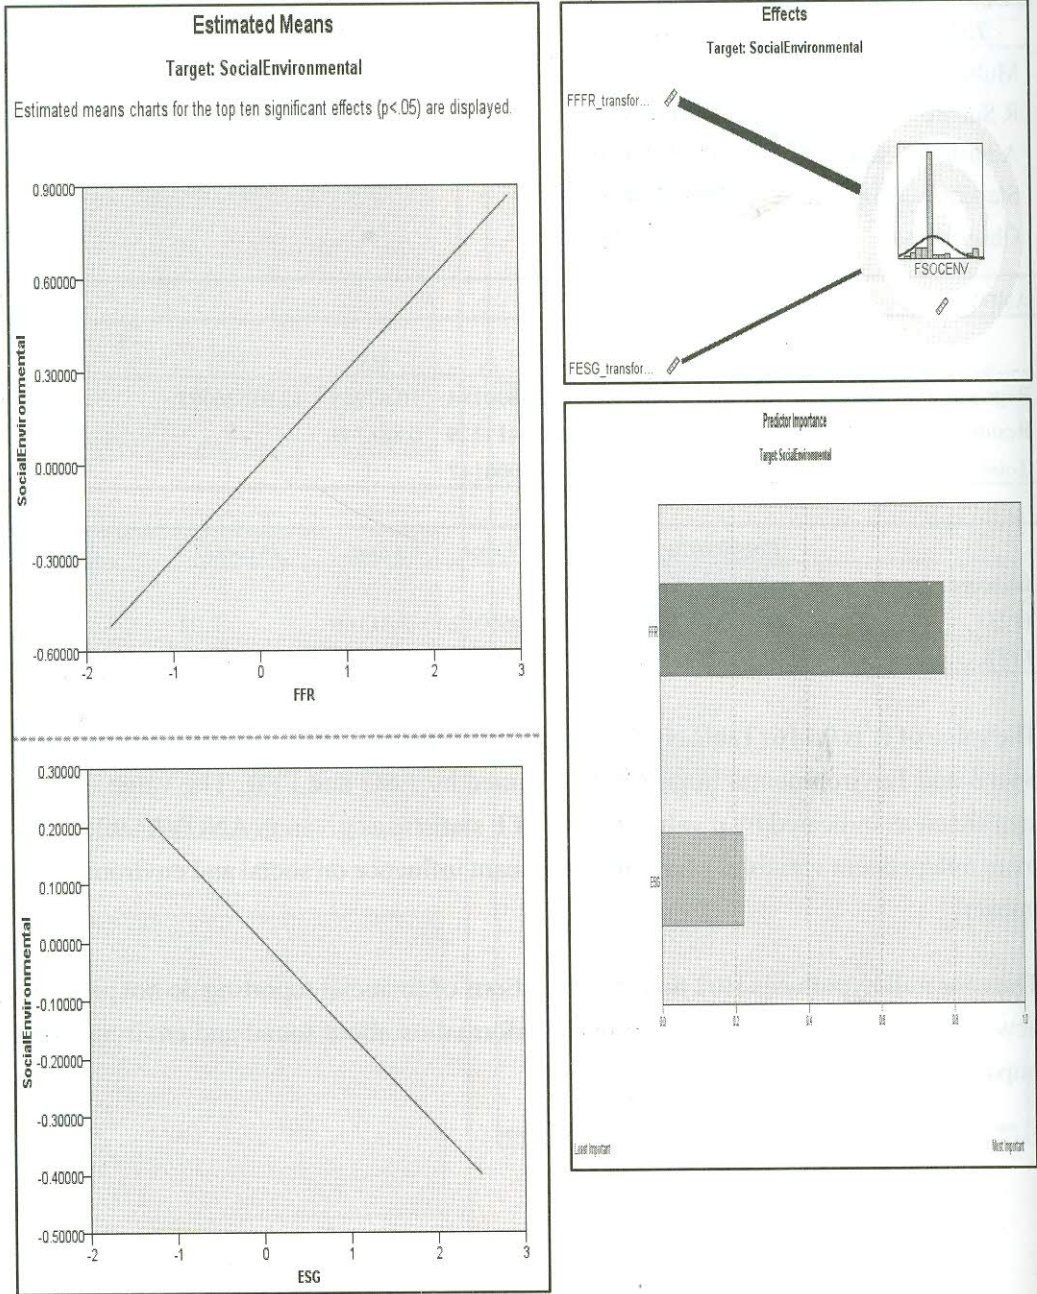 Estimated Means
Target: SocialEnvironmental
Estimated means charts for the top ten significant effects (p<.05) are displayed.
0.90000
0.60000
0.30000
0.00000
-0.30000
-0.60000
SocialEnvironmental
-2 -1 0 1 2 3
FFR
0.30000
0.20000
0.10000
0.00000
-0.10000
-0.20000
-0.30000
-0.40000
-0.50000
SocialEnvironmental
-2 -1 0 1 2 3
ESG
Effects
Target: SocialEnvironmental
FFFR_transfor...
FSOCENV
FESG_transfor...
Predictor Importance
Target: SocialEnvironmental
FFR
ESG
0.0 0.2 0.4 0.6 0.8 1.0
Least Important Most Important